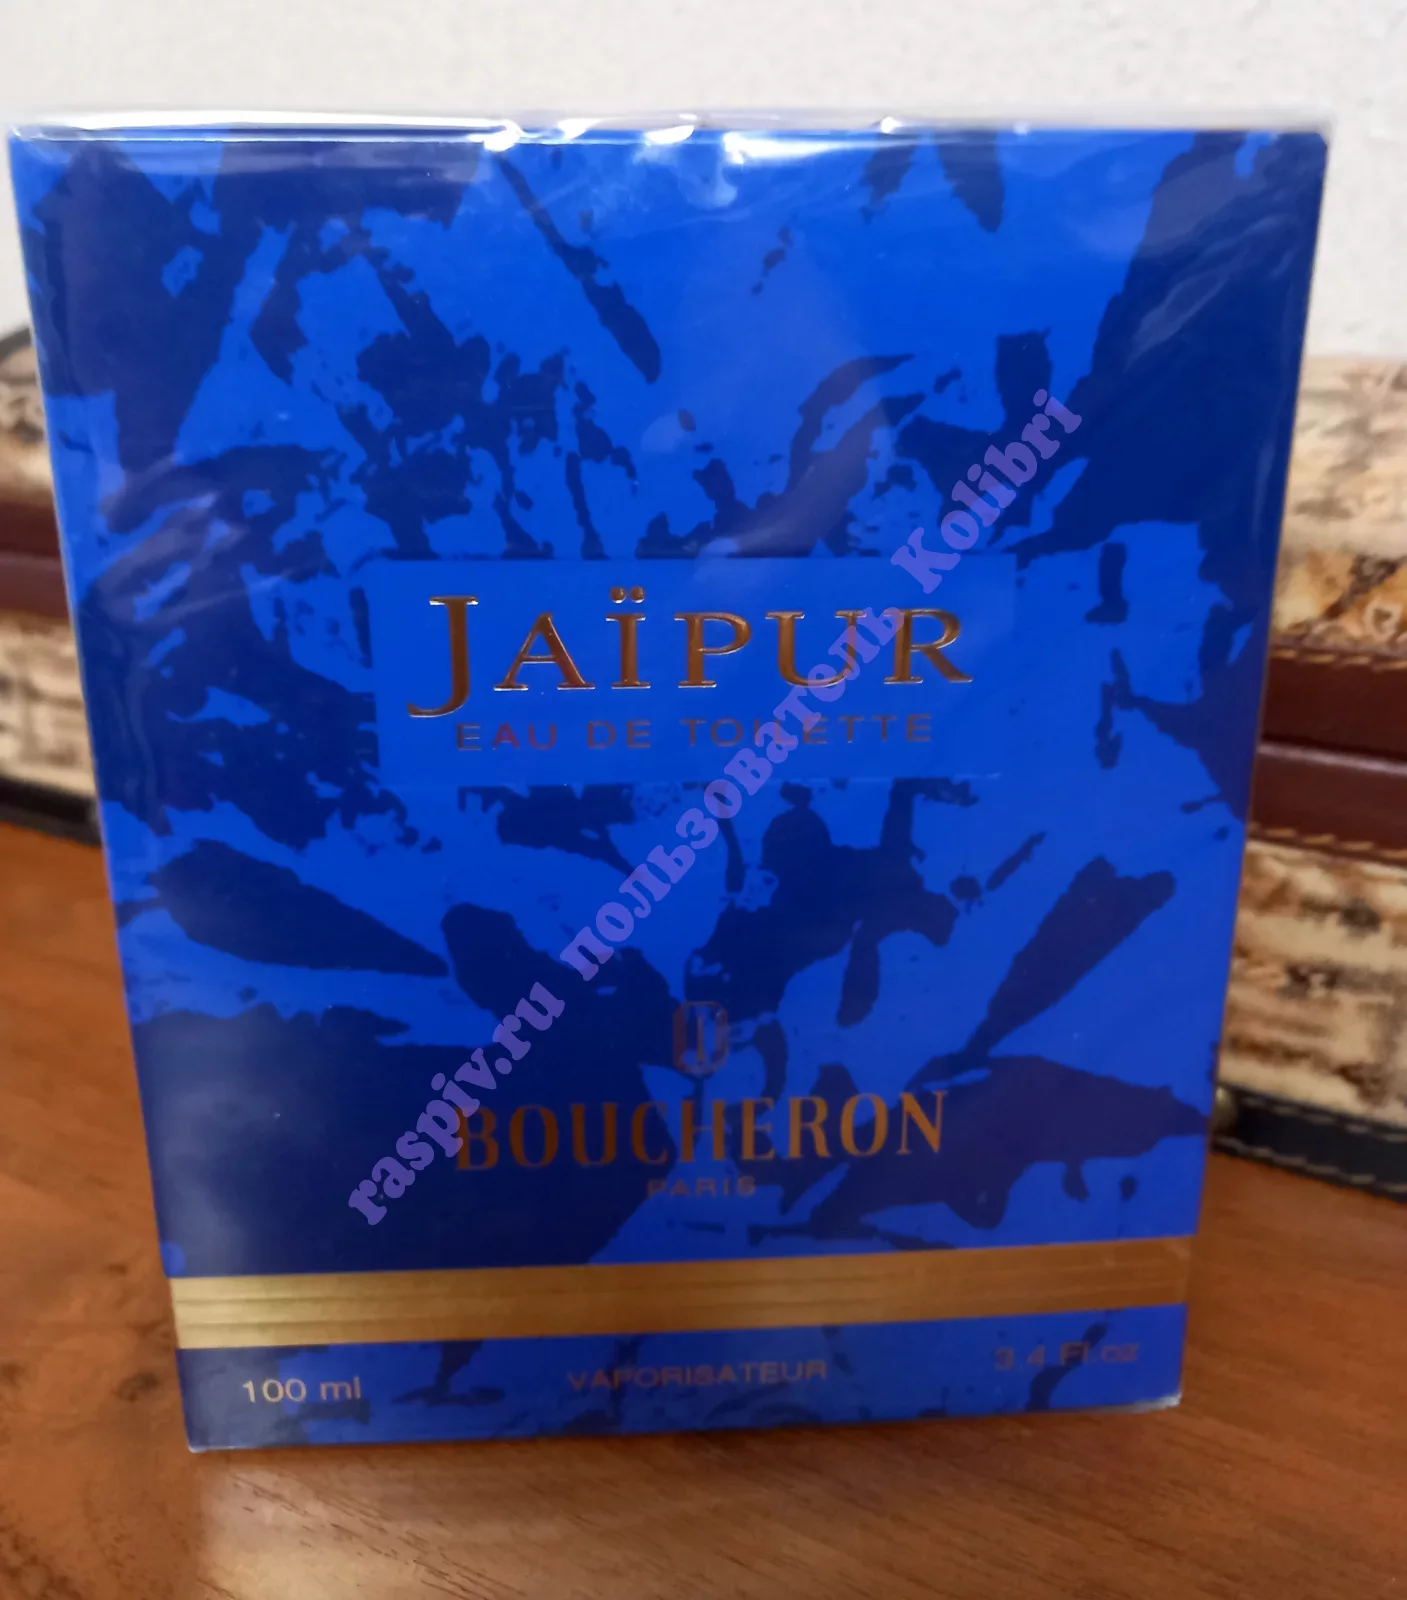 JAÏPUR
EAU DE TOILETTE
BOUCHERON
PARIS
100 ml
VAPORISATEUR
3.4 Fl.oz
raspiv.ru пользователь Kolibri